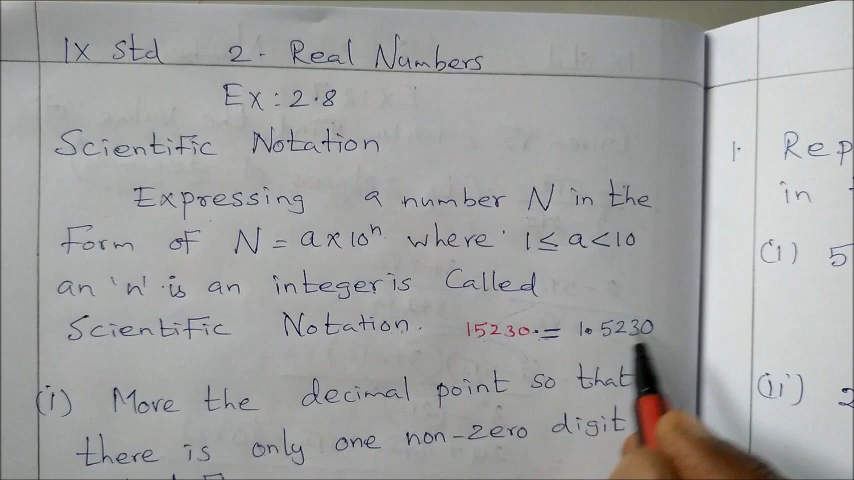 IX Std 2. Real Numbers
Ex: 2.8
Scientific Notation
Expressing a number N in the
Form of N = a x 10ⁿ where 1 ≤ a < 10
an 'n' is an integer is Called
Scientific Notation. 15230. = 1.5230
(i) Move the decimal point so that
there is only one non-zero digit
1. Rep
in
(i) 5
(ii) 2